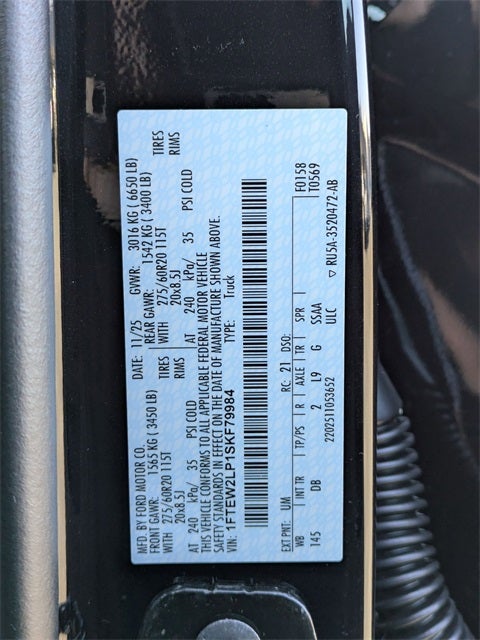 MFD. BY FORD MOTOR CO. DATE: 11/25 GVWR: 3016 KG ( 6650 LB)
FRONT GAWR: 1565 KG ( 3450 LB) REAR GAWR: 1542 KG ( 3400 LB)
WITH 275/60R20 115T TIRES WITH 275/60R20 115T TIRES
20x8.5J RIMS 20x8.5J RIMS
AT 240 kPa/ 35 PSI COLD AT 240 kPa/ 35 PSI COLD
THIS VEHICLE CONFORMS TO ALL APPLICABLE FEDERAL MOTOR VEHICLE
SAFETY STANDARDS IN EFFECT ON THE DATE OF MANUFACTURE SHOWN ABOVE.
VIN: 1FTEW2LP1SKF79984 TYPE: Truck
EXT PNT: UM RC: 21 DSO: F0158
WB INT TR TP/PS R AXLE TR SPR T0569
145 DB 2 L9 G SSAA
2202511053652 ULC ▽ RU5A-3520472-AB